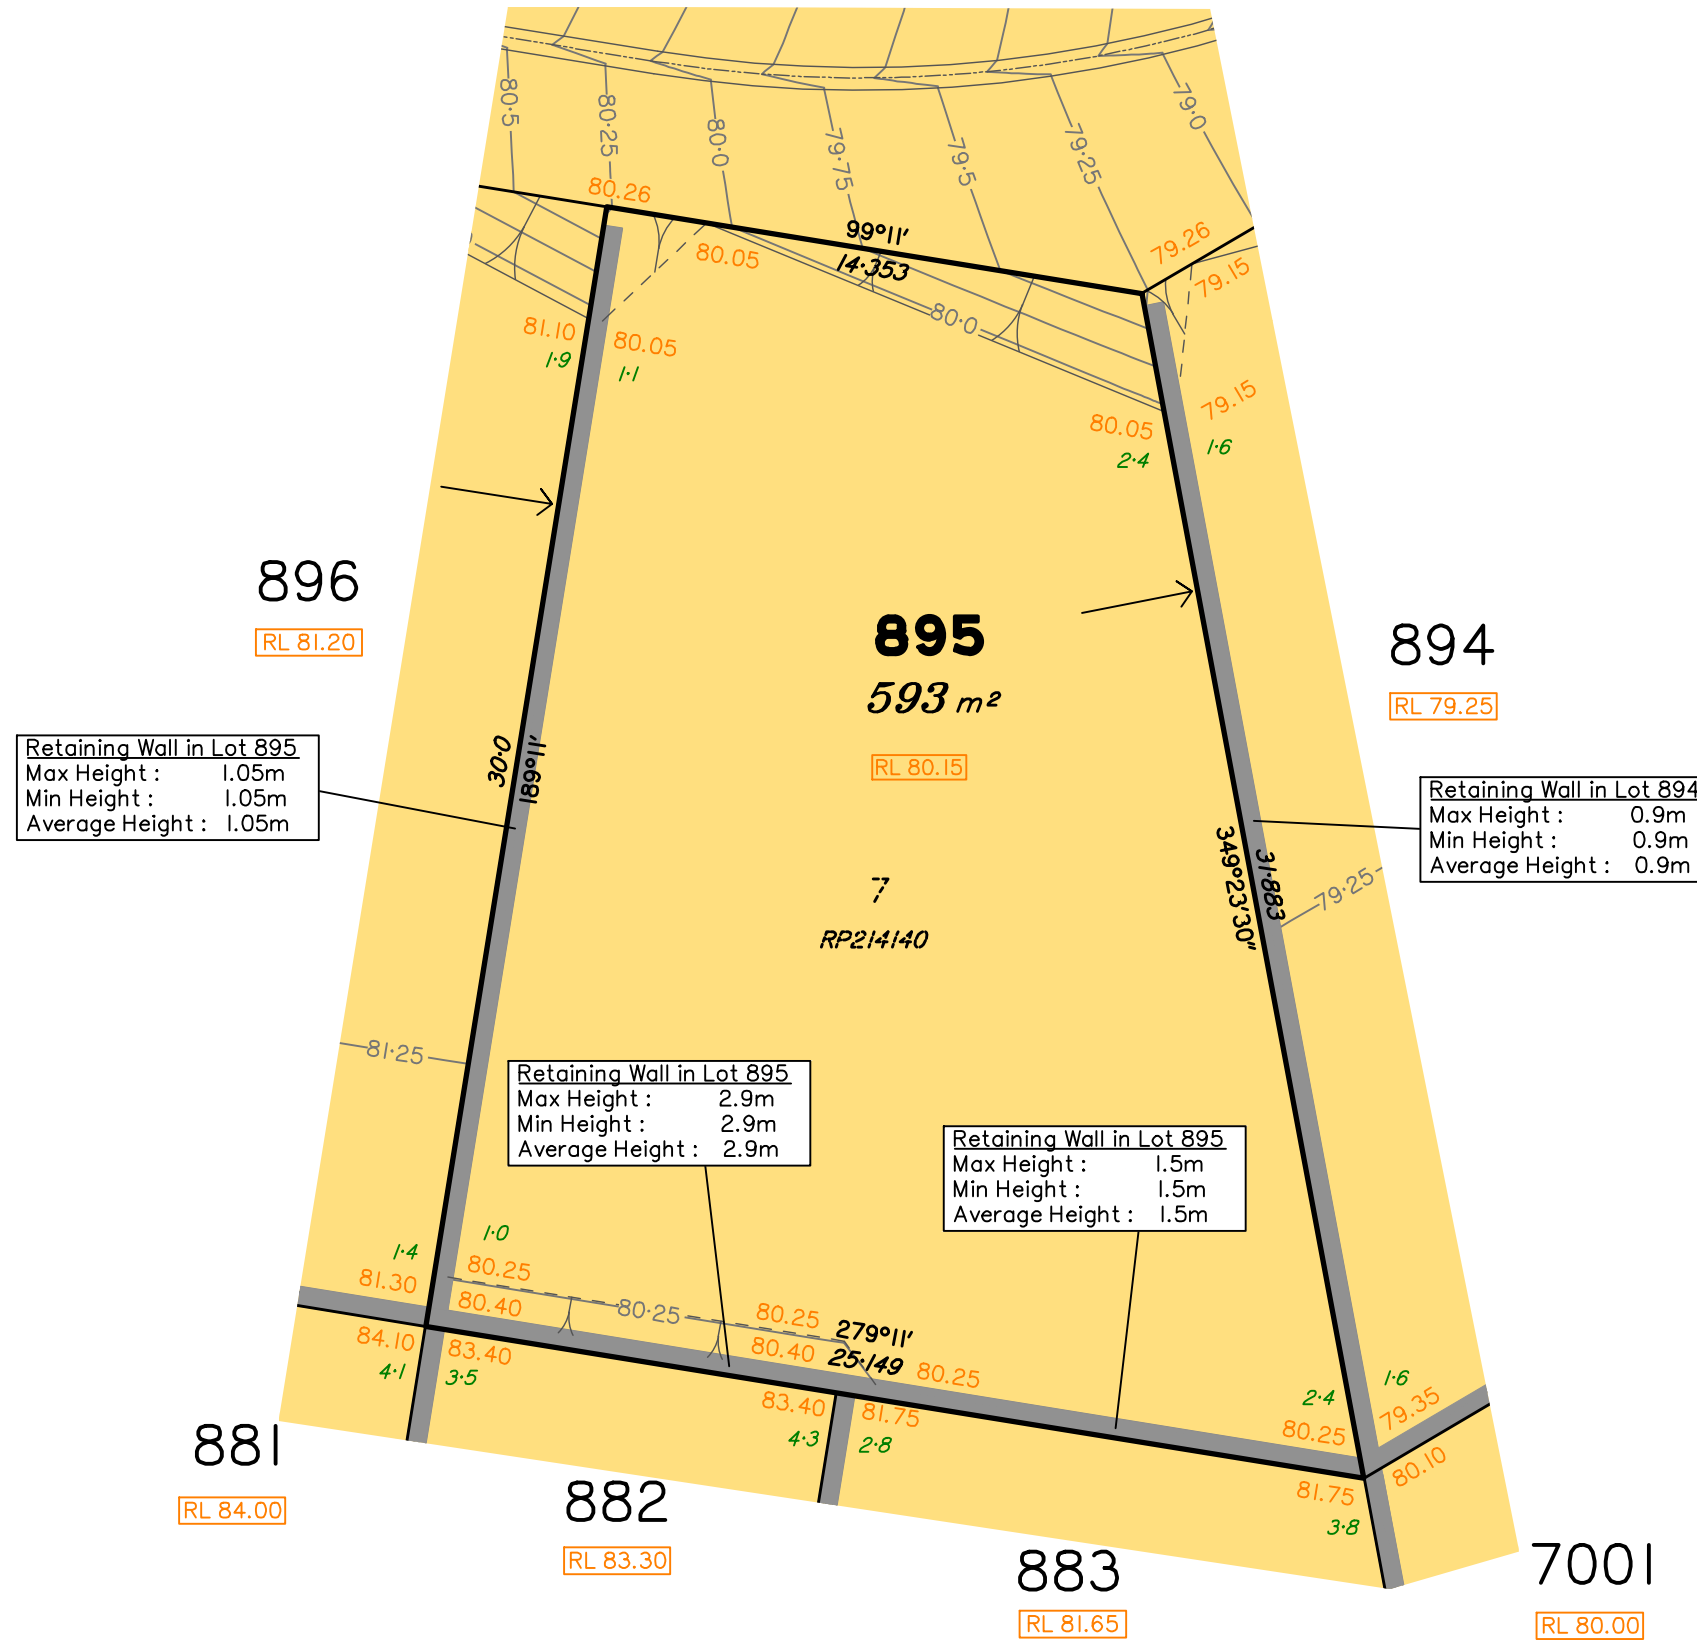 80·5
80·25
80·0
79·75
79·5
79·25
79·0
80.26
99°11'
14·353
80.05
79.26
79.15
80·0
81.10
1·9
80.05
1·1
80.05
2·4
79.15
1·6
896
RL 81.20
895
593 m²
RL 80.15
894
RL 79.25
Retaining Wall in Lot 895
Max Height : 1.05m
Min Height : 1.05m
Average Height : 1.05m
30·0
189°11'
Retaining Wall in Lot 894
Max Height : 0.9m
Min Height : 0.9m
Average Height : 0.9m
349°23'30"
31·883
79·25
7
RP214140
81·25
Retaining Wall in Lot 895
Max Height : 2.9m
Min Height : 2.9m
Average Height : 2.9m
Retaining Wall in Lot 895
Max Height : 1.5m
Min Height : 1.5m
Average Height : 1.5m
1·4
81.30
1·0
80.25
80.40
80·25
80.25
80.40
279°11'
25·149
80.25
2·4
80.25
1·6
79.35
84.10
4·1
83.40
3·5
83.40
4·3
81.75
2·8
81.75
3·8
80.10
881
RL 84.00
882
RL 83.30
883
RL 81.65
7001
RL 80.00